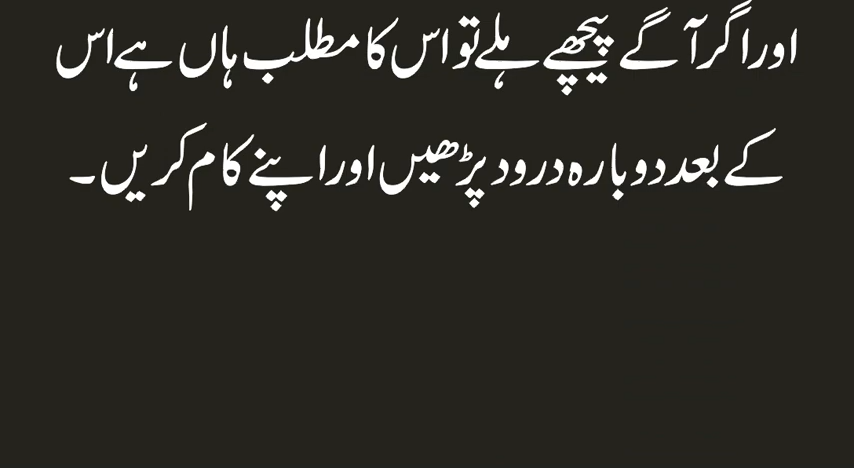 اور اگر آگے پیچھے ہلے تو اس کا مطلب ہاں ہے اس
کے بعد دوبارہ درود پڑھیں اور اپنے کام کریں۔